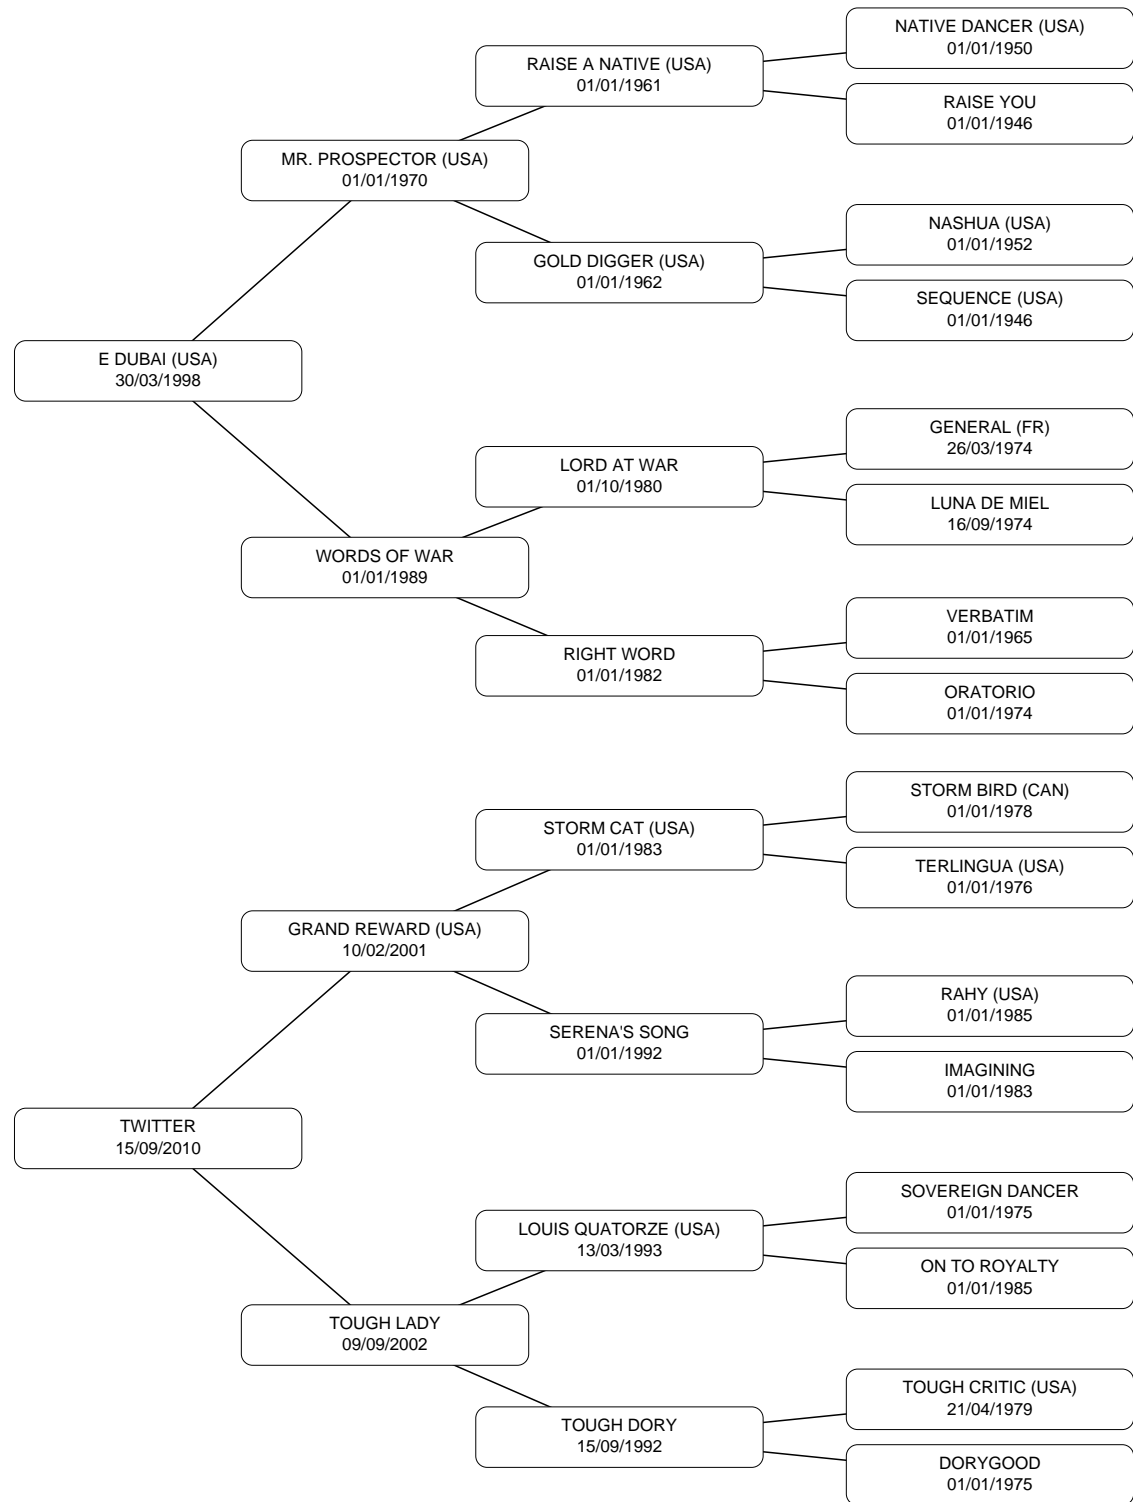 NATIVE DANCER (USA)
01/01/1950
RAISE A NATIVE (USA)
01/01/1961
RAISE YOU
01/01/1946
MR. PROSPECTOR (USA)
01/01/1970
NASHUA (USA)
01/01/1952
GOLD DIGGER (USA)
01/01/1962
SEQUENCE (USA)
01/01/1946
E DUBAI (USA)
30/03/1998
GENERAL (FR)
26/03/1974
LORD AT WAR
01/10/1980
LUNA DE MIEL
16/09/1974
WORDS OF WAR
01/01/1989
VERBATIM
01/01/1965
RIGHT WORD
01/01/1982
ORATORIO
01/01/1974
STORM BIRD (CAN)
01/01/1978
STORM CAT (USA)
01/01/1983
TERLINGUA (USA)
01/01/1976
GRAND REWARD (USA)
10/02/2001
RAHY (USA)
01/01/1985
SERENA'S SONG
01/01/1992
IMAGINING
01/01/1983
TWITTER
15/09/2010
SOVEREIGN DANCER
01/01/1975
LOUIS QUATORZE (USA)
13/03/1993
ON TO ROYALTY
01/01/1985
TOUGH LADY
09/09/2002
TOUGH CRITIC (USA)
21/04/1979
TOUGH DORY
15/09/1992
DORYGOOD
01/01/1975